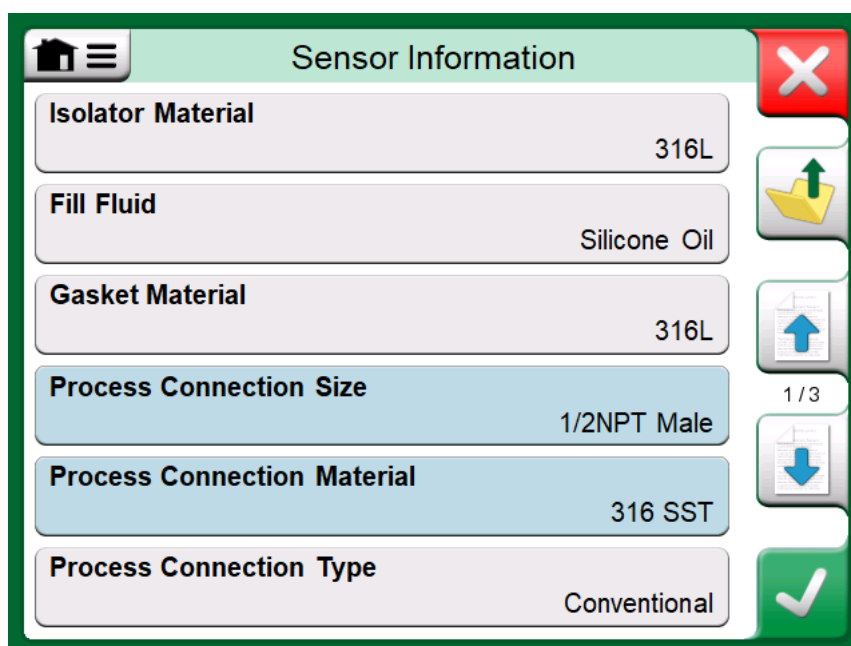 Sensor Information
Isolator Material
316L
Fill Fluid
Silicone Oil
Gasket Material
316L
Process Connection Size
1/2NPT Male
1/3
Process Connection Material
316 SST
Process Connection Type
Conventional